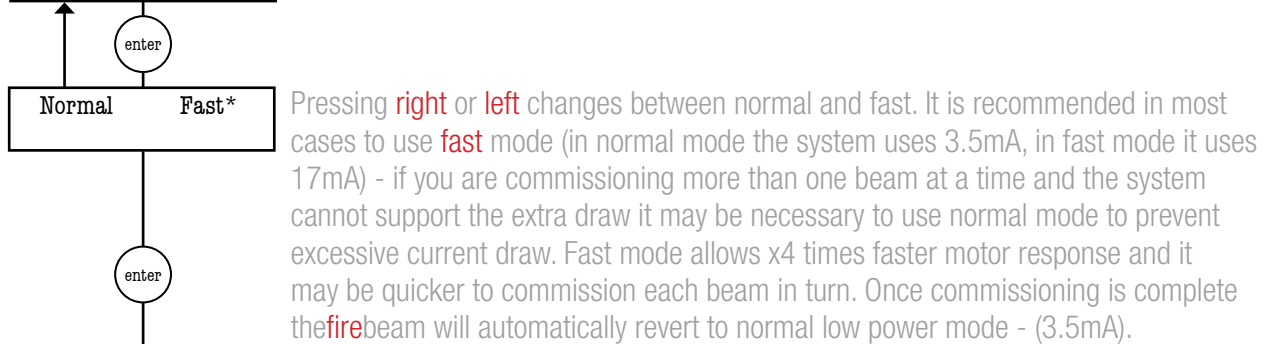 enter
Normal Fast*
Pressing right or left changes between normal and fast. It is recommended in most
cases to use fast mode (in normal mode the system uses 3.5mA, in fast mode it uses
17mA) - if you are commissioning more than one beam at a time and the system
cannot support the extra draw it may be necessary to use normal mode to prevent
excessive current draw. Fast mode allows x4 times faster motor response and it
may be quicker to commission each beam in turn. Once commissioning is complete
thefirebeam will automatically revert to normal low power mode - (3.5mA).
enter